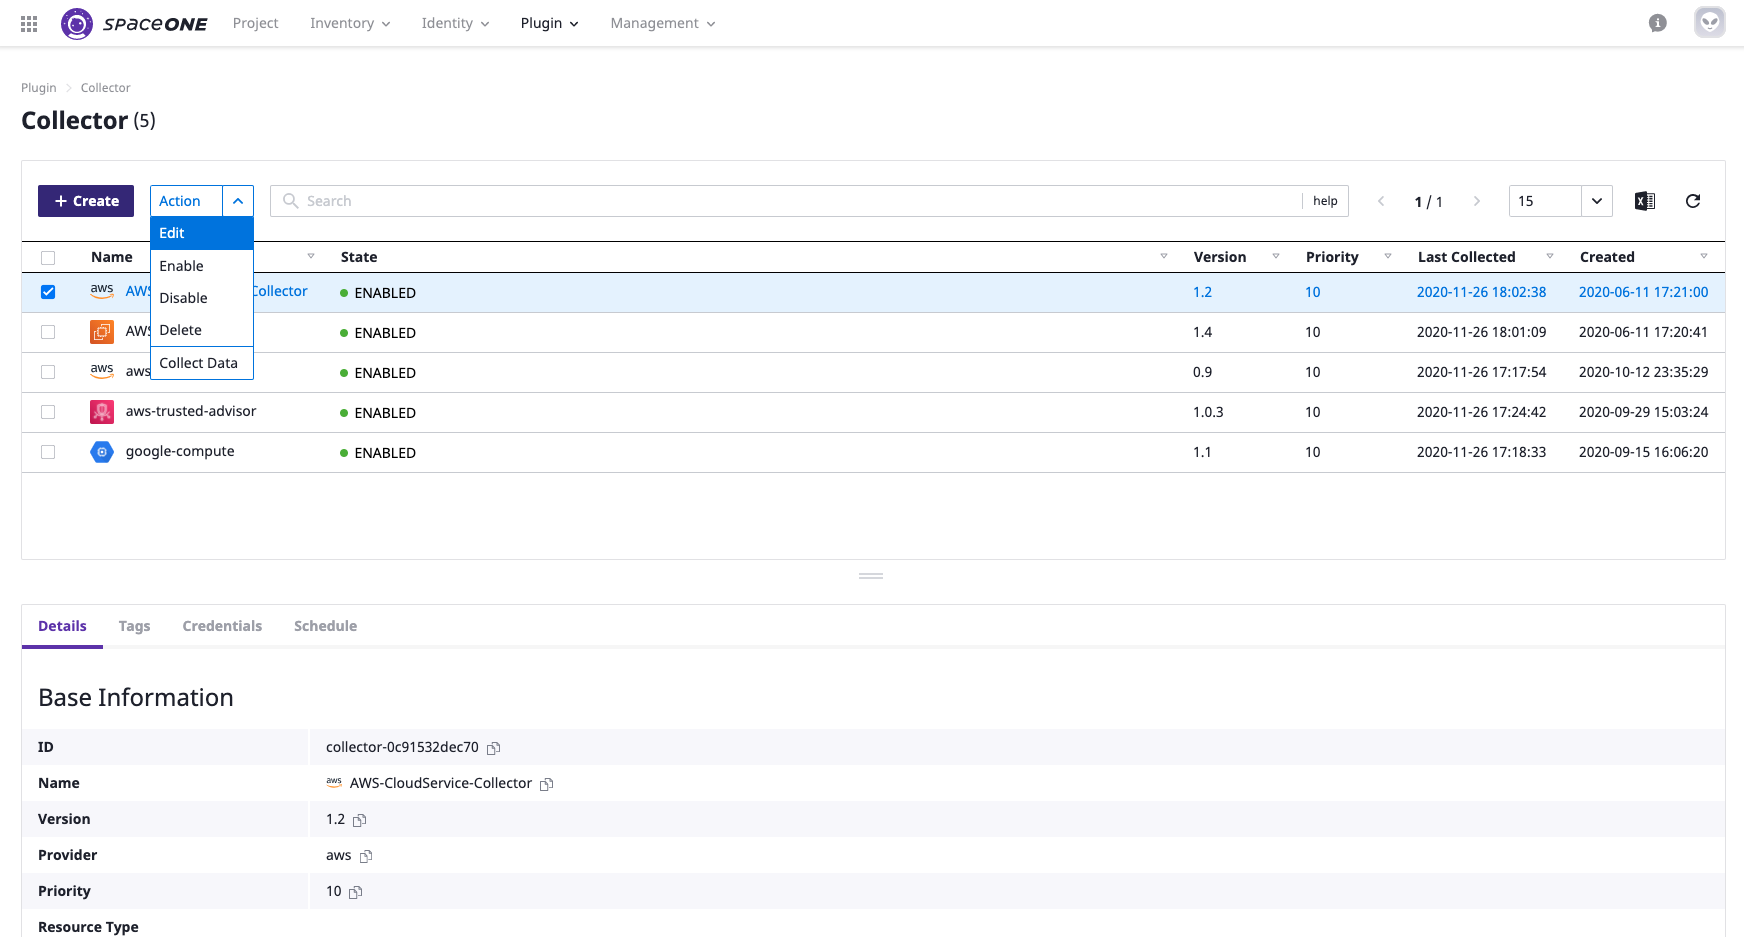 spaceONE Project Inventory Identity Plugin Management
Plugin Collector
Collector (5)
+ Create Action Search help 1 / 1 15
Edit
Enable
Disable
Delete
Collect Data
Name State Version Priority Last Collected Created
aws AWS Collector ENABLED 1.2 10 2020-11-26 18:02:38 2020-06-11 17:21:00
AWS ENABLED 1.4 10 2020-11-26 18:01:09 2020-06-11 17:20:41
aws aws ENABLED 0.9 10 2020-11-26 17:17:54 2020-10-12 23:35:29
aws-trusted-advisor ENABLED 1.0.3 10 2020-11-26 17:24:42 2020-09-29 15:03:24
google-compute ENABLED 1.1 10 2020-11-26 17:18:33 2020-09-15 16:06:20
Details Tags Credentials Schedule
Base Information
ID collector-0c91532dec70
Name aws AWS-CloudService-Collector
Version 1.2
Provider aws
Priority 10
Resource Type